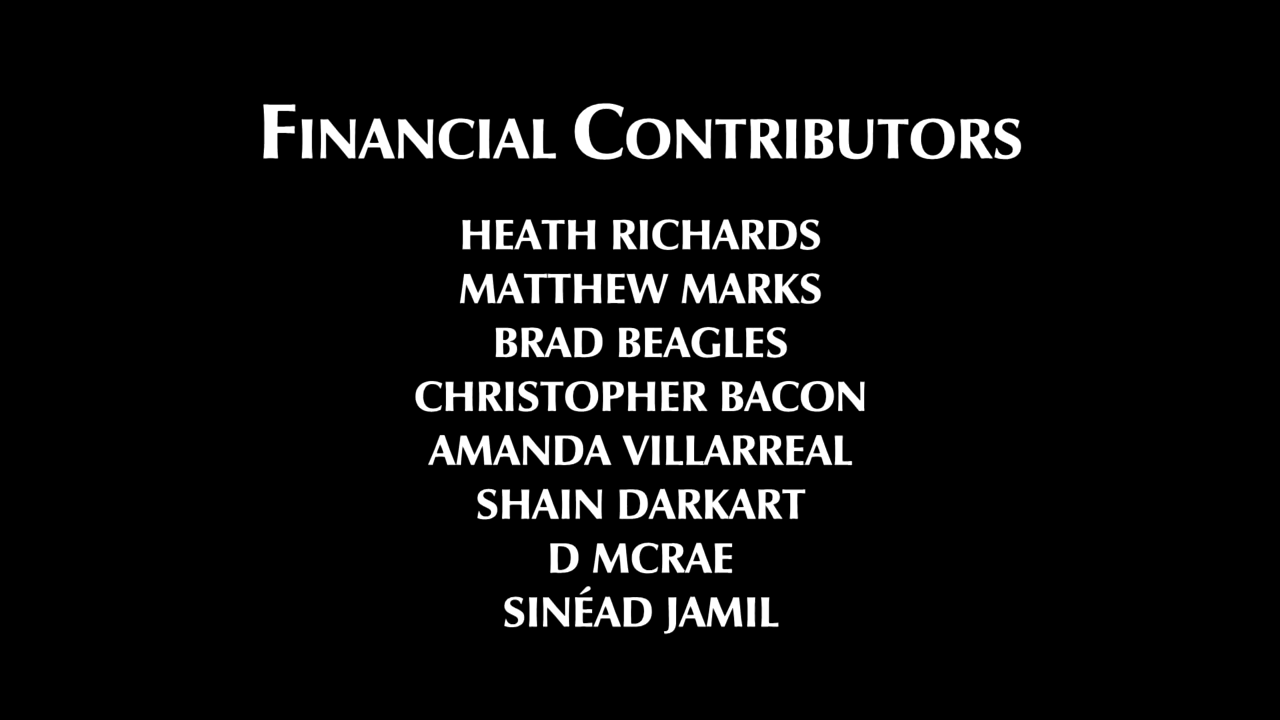 FINANCIAL CONTRIBUTORS
HEATH RICHARDS
MATTHEW MARKS
BRAD BEAGLES
CHRISTOPHER BACON
AMANDA VILLARREAL
SHAIN DARKART
D MCRAE
SINÉAD JAMIL